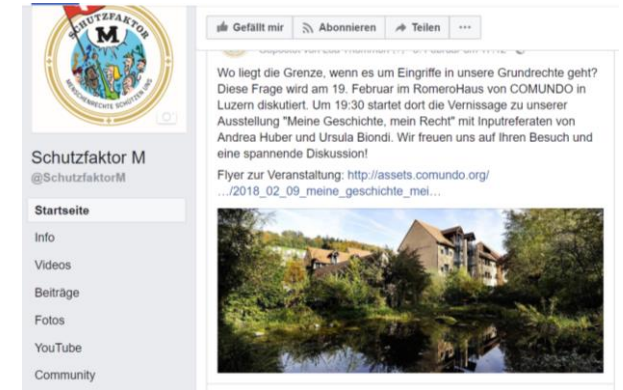 SCHUTZFAKTOR
M
MENSCHENRECHTE SCHÜTZEN UNS
Schutzfaktor M
@SchutzfaktorM
Startseite
Info
Videos
Beiträge
Fotos
YouTube
Community
Gefällt mir
Abonnieren
Teilen
Wo liegt die Grenze, wenn es um Eingriffe in unsere Grundrechte geht?
Diese Frage wird am 19. Februar im RomeroHaus von COMUNDO in
Luzern diskutiert. Um 19:30 startet dort die Vernissage zu unserer
Ausstellung "Meine Geschichte, mein Recht" mit Inputreferaten von
Andrea Huber und Ursula Biondi. Wir freuen uns auf Ihren Besuch und
eine spannende Diskussion!
Flyer zur Veranstaltung: http://assets.comundo.org/
…/2018_02_09_meine_geschichte_mei…